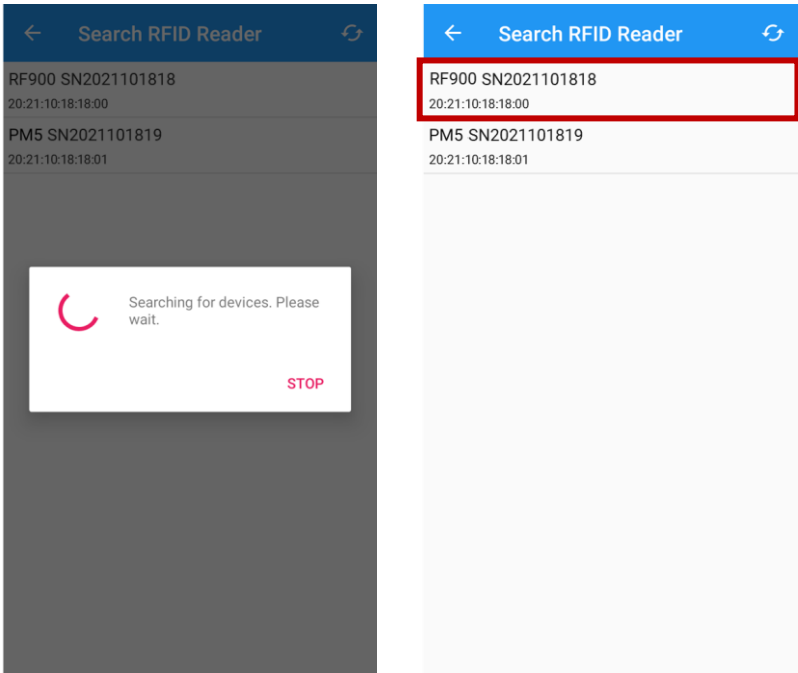 Search RFID Reader
RF900 SN2021101818
20:21:10:18:18:00
PM5 SN2021101819
20:21:10:18:18:01
Searching for devices. Please
wait.
STOP
Search RFID Reader
RF900 SN2021101818
20:21:10:18:18:00
PM5 SN2021101819
20:21:10:18:18:01